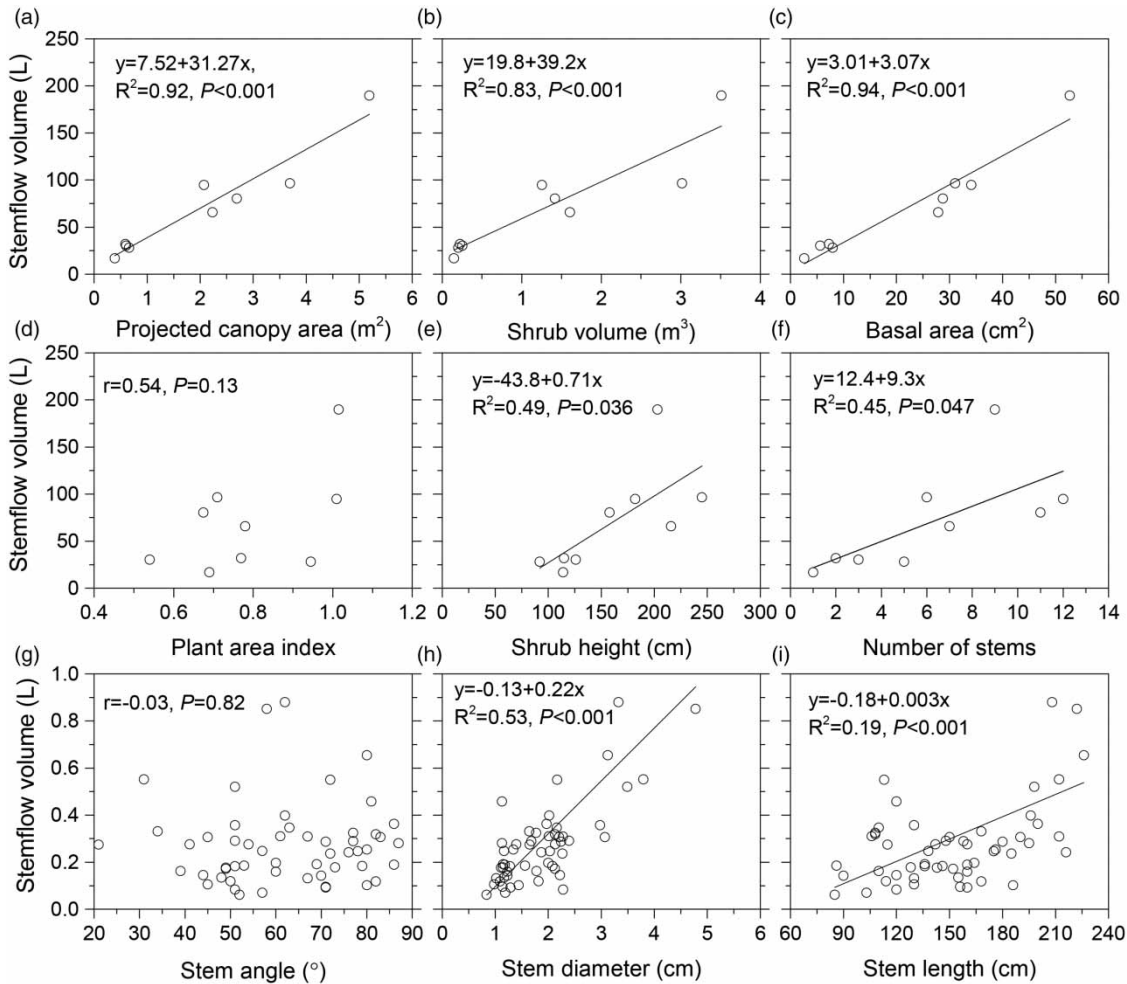 (a)
(b)
(c)
y=7.52+31.27x,
R²=0.92, P<0.001
y=19.8+39.2x
R²=0.83, P<0.001
y=3.01+3.07x
R²=0.94, P<0.001
Stemflow volume (L)
250
200
150
100
50
0
0 1 2 3 4 5 6
0 1 2 3 4
0 10 20 30 40 50 60
Projected canopy area (m²)
Shrub volume (m³)
Basal area (cm²)
(d)
(e)
(f)
r=0.54, P=0.13
y=-43.8+0.71x
R²=0.49, P=0.036
y=12.4+9.3x
R²=0.45, P=0.047
Stemflow volume (L)
250
200
150
100
50
0
0.4 0.6 0.8 1.0 1.2
0 50 100 150 200 250 300
0 2 4 6 8 10 12 14
Plant area index
Shrub height (cm)
Number of stems
(g)
(h)
(i)
r=-0.03, P=0.82
y=-0.13+0.22x
R²=0.53, P<0.001
y=-0.18+0.003x
R²=0.19, P<0.001
Stemflow volume (L)
1.0
0.8
0.6
0.4
0.2
0.0
20 30 40 50 60 70 80 90
0 1 2 3 4 5 6
60 90 120 150 180 210 240
Stem angle (°)
Stem diameter (cm)
Stem length (cm)